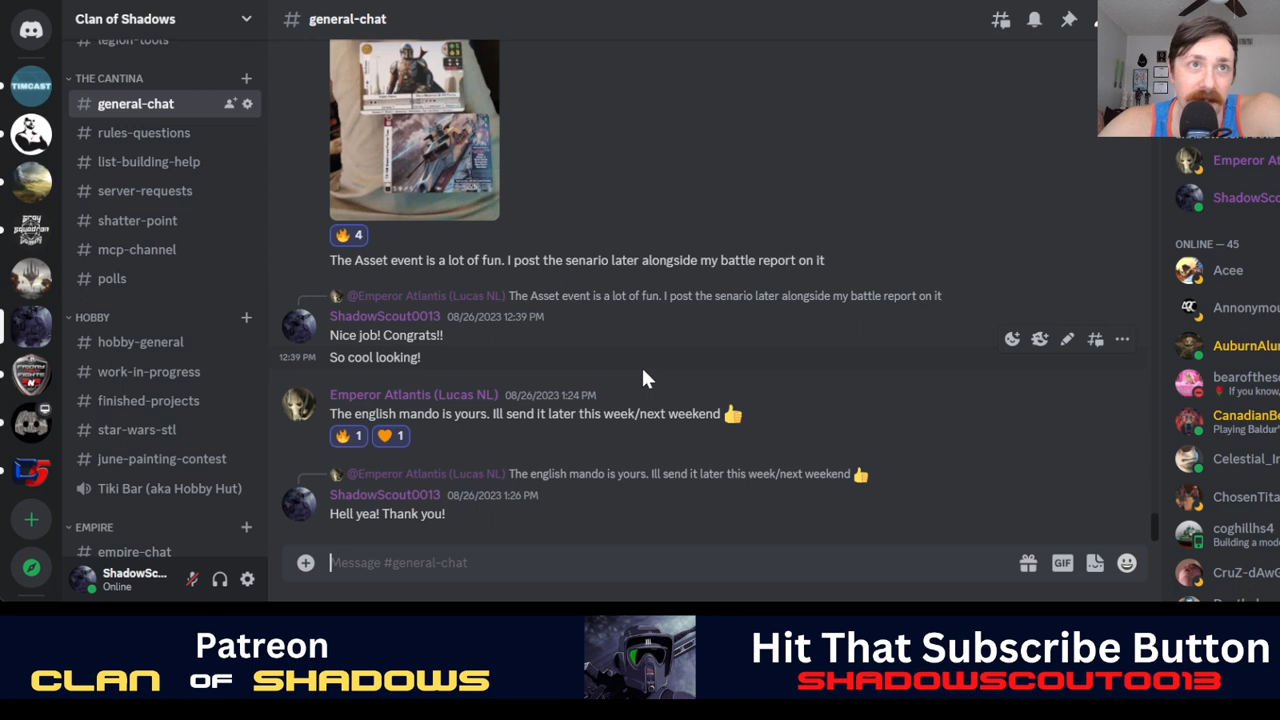 Clan of Shadows
general-chat
legion-tools
THE CANTINA
general-chat
rules-questions
list-building-help
server-requests
shatter-point
mcp-channel
polls
HOBBY
hobby-general
work-in-progress
finished-projects
star-wars-stl
june-painting-contest
Tiki Bar (aka Hobby Hut)
EMPIRE
empire-chat
ShadowSc...
Online
TIMCAST
4
The Asset event is a lot of fun. I post the senario later alongside my battle report on it
@Emperor Atlantis (Lucas NL) The Asset event is a lot of fun. I post the senario later alongside my battle report on it
ShadowScout0013 08/26/2023 12:39 PM
Nice job! Congrats!!
12:39 PM So cool looking!
Emperor Atlantis (Lucas NL) 08/26/2023 1:24 PM
The english mando is yours. Ill send it later this week/next weekend 👍
1 1
@Emperor Atlantis (Lucas NL) The english mando is yours. Ill send it later this week/next weekend 👍
ShadowScout0013 08/26/2023 1:26 PM
Hell yea! Thank you!
Message #general-chat
GIF
Emperor A
ShadowSco
ONLINE — 45
Acee
Annonymou
AuburnAlu
bearofthes
If you know,
CanadianBe
Playing Baldur'
Celestial_In
ChosenTita
coghillhs4
Building a mode
CruZ-dAwG
Patreon
CLAN OF SHADOWS
Hit That Subscribe Button
SHADOWSCOUT0013